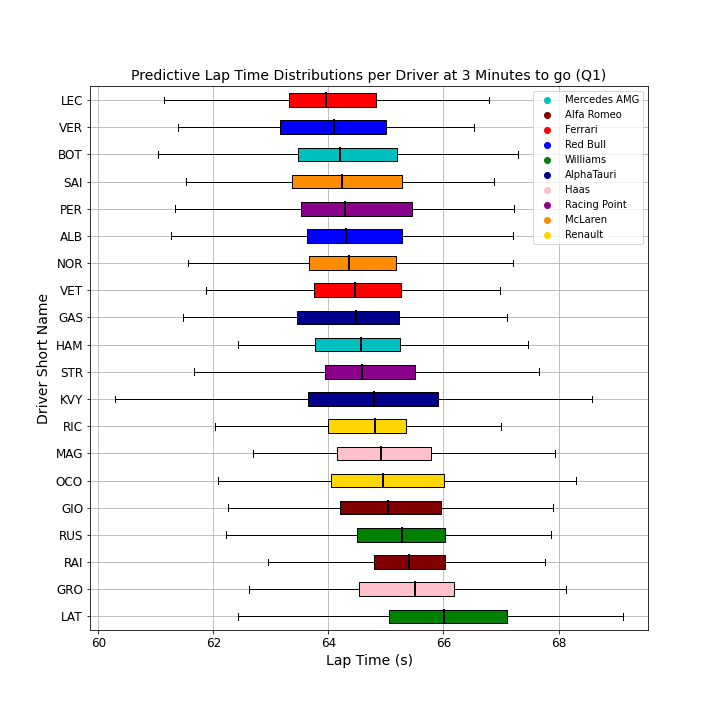 Predictive Lap Time Distributions per Driver at 3 Minutes to go (Q1)
Mercedes AMG
Alfa Romeo
Ferrari
Red Bull
Williams
AlphaTauri
Haas
Racing Point
McLaren
Renault
Driver Short Name
LEC
VER
BOT
SAI
PER
ALB
NOR
VET
GAS
HAM
STR
KVY
RIC
MAG
OCO
GIO
RUS
RAI
GRO
LAT
60 62 64 66 68
Lap Time (s)